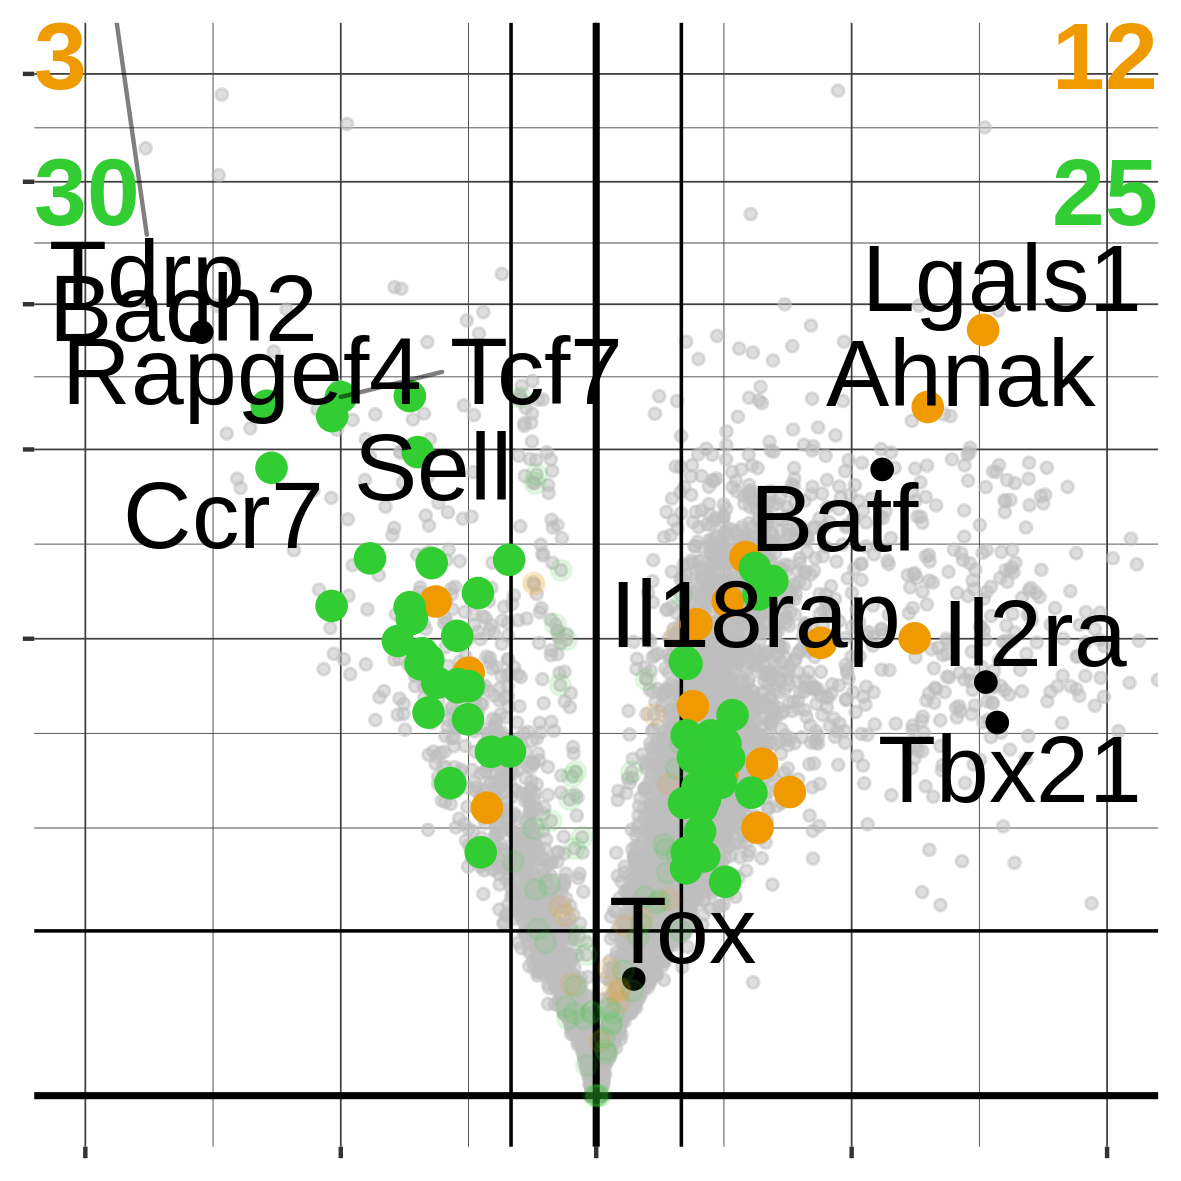 3 12
30 25
Tdrp Lgals1
Bach2
Rapgef4 Tcf7 Ahnak
Sell
Ccr7 Batf
Il18rap Il2ra
Tbx21
Tox